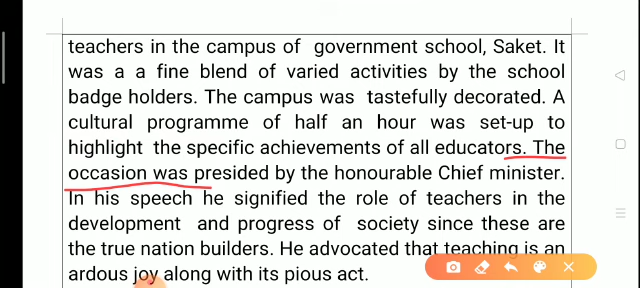 teachers in the campus of government school, Saket. It
was a a fine blend of varied activities by the school
badge holders. The campus was tastefully decorated. A
cultural programme of half an hour was set-up to
highlight the specific achievements of all educators. The
occasion was presided by the honourable Chief minister.
In his speech he signified the role of teachers in the
development and progress of society since these are
the true nation builders. He advocated that teaching is an
ardous joy along with its pious act.